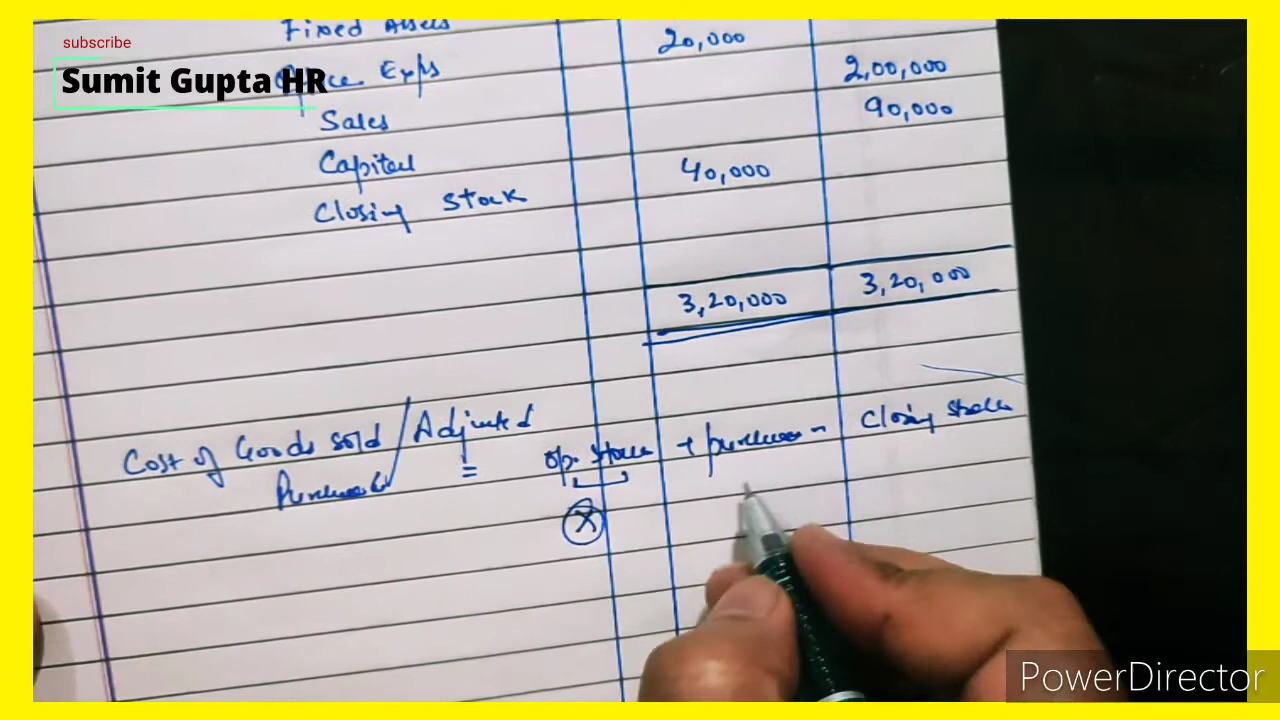 subscribe
Sumit Gupta HR
Fixed Assets
20,000
Office Exps
2,00,000
Sales
90,000
Capital
40,000
Closing Stock
3,20,000 3,20,000
Cost of Goods sold / Adjusted = Op. Stock + purchases - Closing Stock
Purchases
X
PowerDirector